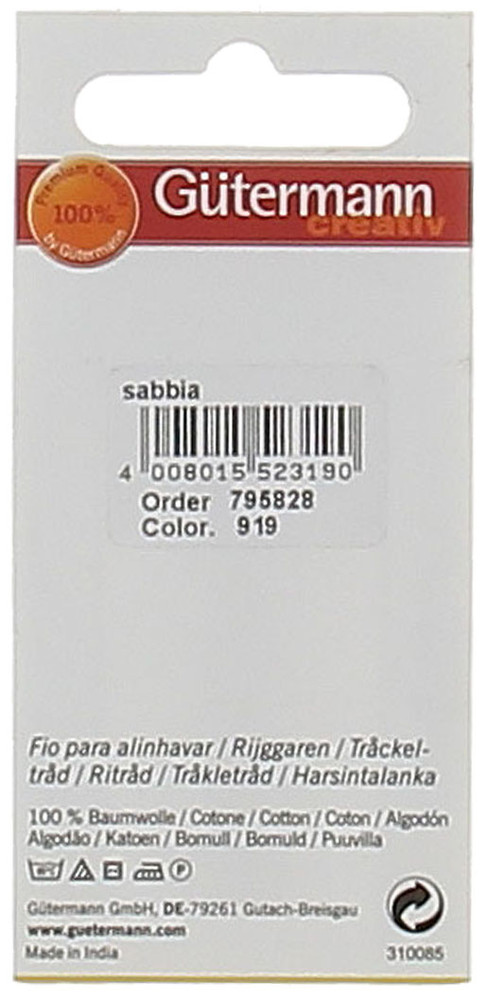 Premium Quality
100%
by Gütermann
Gütermann
creativ
sabbia
4 008015 523190
Order 795828
Color. 919
Fio para alinhavar / Rijggaren / Tråckel-
tråd / Ritråd / Tråkletråd / Harsintalanka
100 % Baumwolle / Cotone / Cotton / Coton / Algodón
Algodão / Katoen / Bomull / Bomuld / Puuvilla
P
Gütermann GmbH, DE-79261 Gutach-Breisgau
www.guetermann.com
Made in India
310085